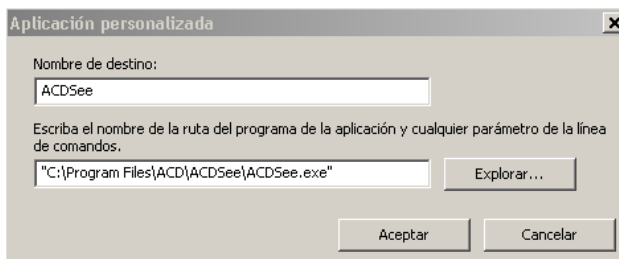 Aplicación personalizada
Nombre de destino:
ACDSee
Escriba el nombre de la ruta del programa de la aplicación y cualquier parámetro de la línea
de comandos.
"C:\Program Files\ACD\ACDSee\ACDSee.exe"
Explorar...
Aceptar
Cancelar